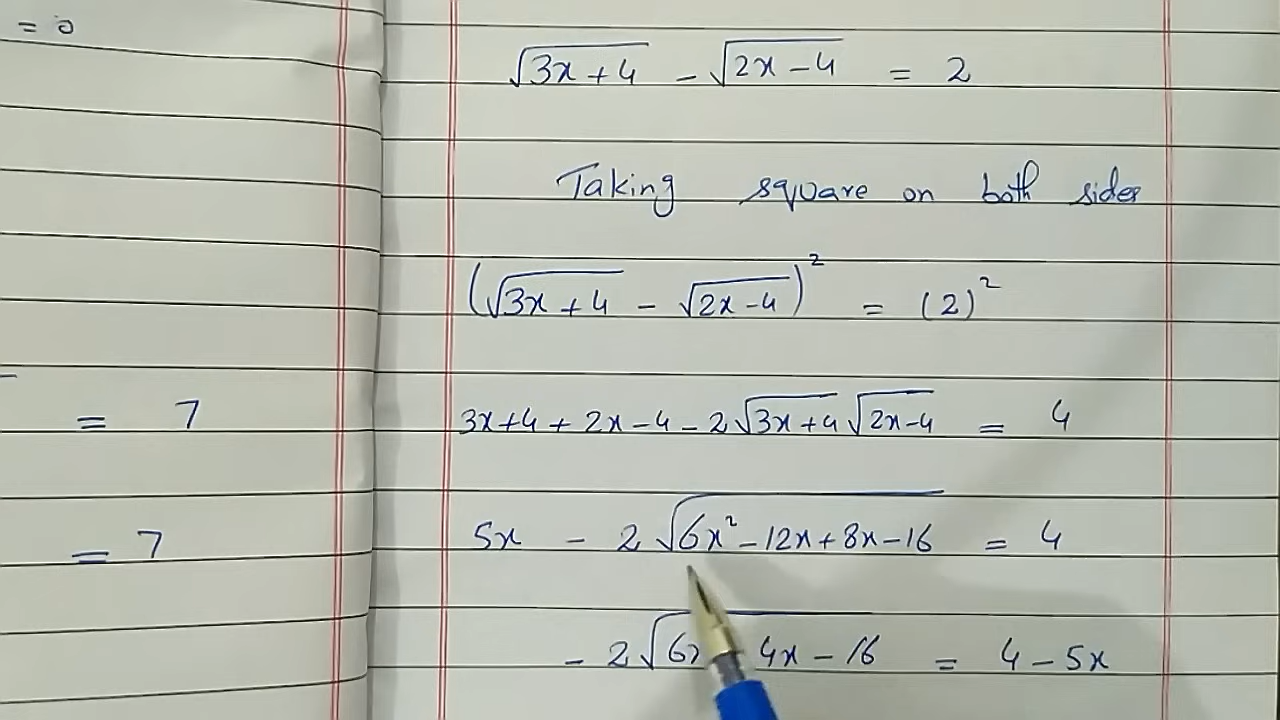 = 0
√(3x+4) - √(2x-4) = 2
Taking square on both sides
(√(3x+4) - √(2x-4))² = (2)²
= 7
3x+4+2x-4-2√(3x+4)√(2x-4) = 4
= 7
5x - 2√(6x²-12x+8x-16) = 4
-2√(6x 4x-16) = 4-5x